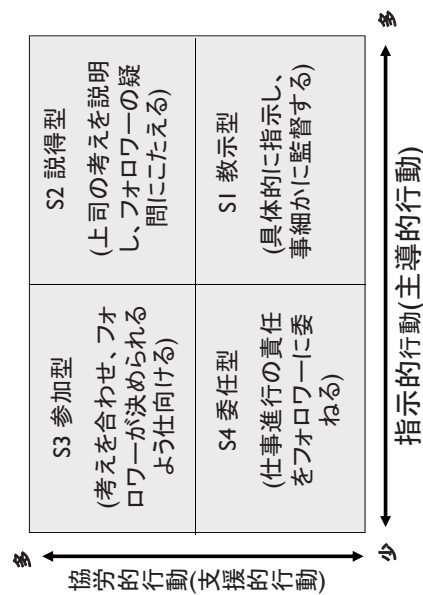 多
協労的行動(支援的行動)
S3 参加型
(考えを合わせ、フォ
ロワーが決められる
よう仕向ける)
S2 説得型
(上司の考えを説明
し、フォロワーの疑
問にこたえる)
S4 委任型
(仕事進行の責任
をフォロワーに委
ねる)
S1 教示型
(具体的に指示し、
事細かに監督する)
少
多
指示的行動(主導的行動)